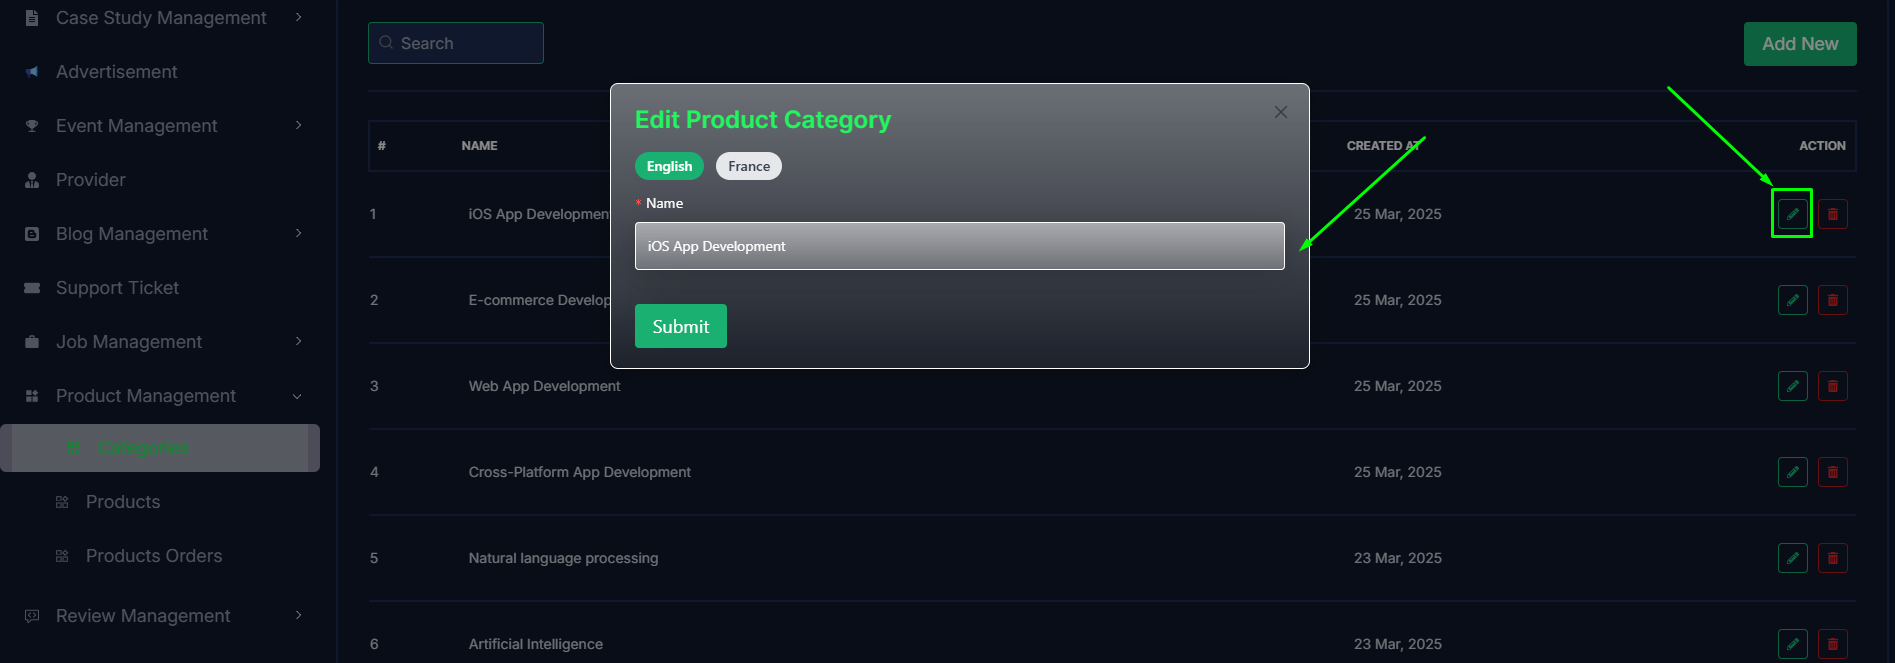 Case Study Management
Advertisement
Event Management
Provider
Blog Management
Support Ticket
Job Management
Product Management
Categories
Products
Products Orders
Review Management
Search
Add New
# NAME CREATED AT ACTION
1 iOS App Development 25 Mar, 2025
2 E-commerce Develop 25 Mar, 2025
3 Web App Development 25 Mar, 2025
4 Cross-Platform App Development 25 Mar, 2025
5 Natural language processing 23 Mar, 2025
6 Artificial Intelligence 23 Mar, 2025
Edit Product Category
English France
* Name
iOS App Development
Submit